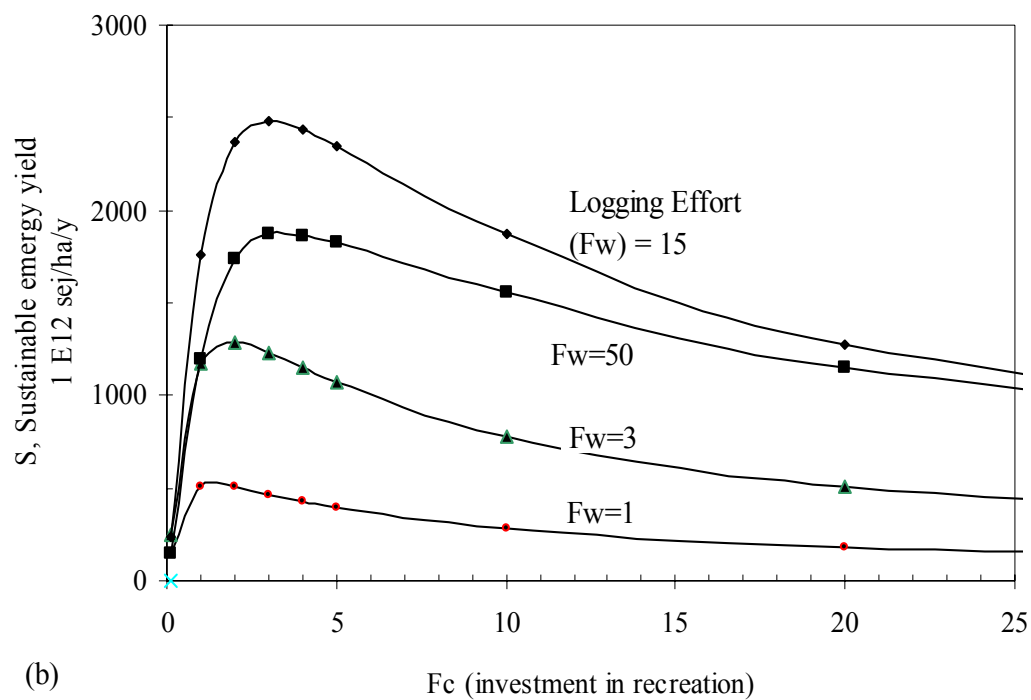 3000
2000
1000
0
S, Sustainable emergy yield
1 E12 sej/ha/y
Logging Effort
(Fw) = 15
Fw=50
Fw=3
Fw=1
0
5
10
15
20
25
(b)
Fc (investment in recreation)